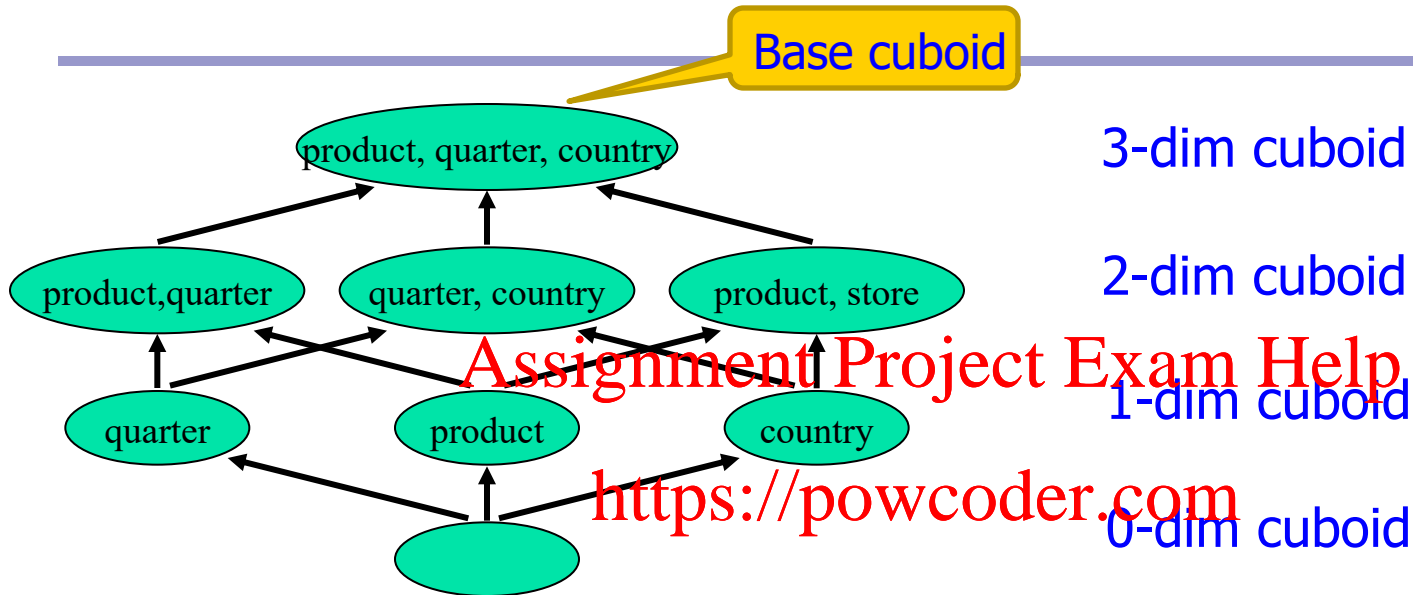 Base cuboid
product, quarter, country
3-dim cuboid
product,quarter
quarter, country
product, store
2-dim cuboid
Assignment Project Exam Help
quarter
product
country
1-dim cuboid
https://powcoder.com
0-dim cuboid